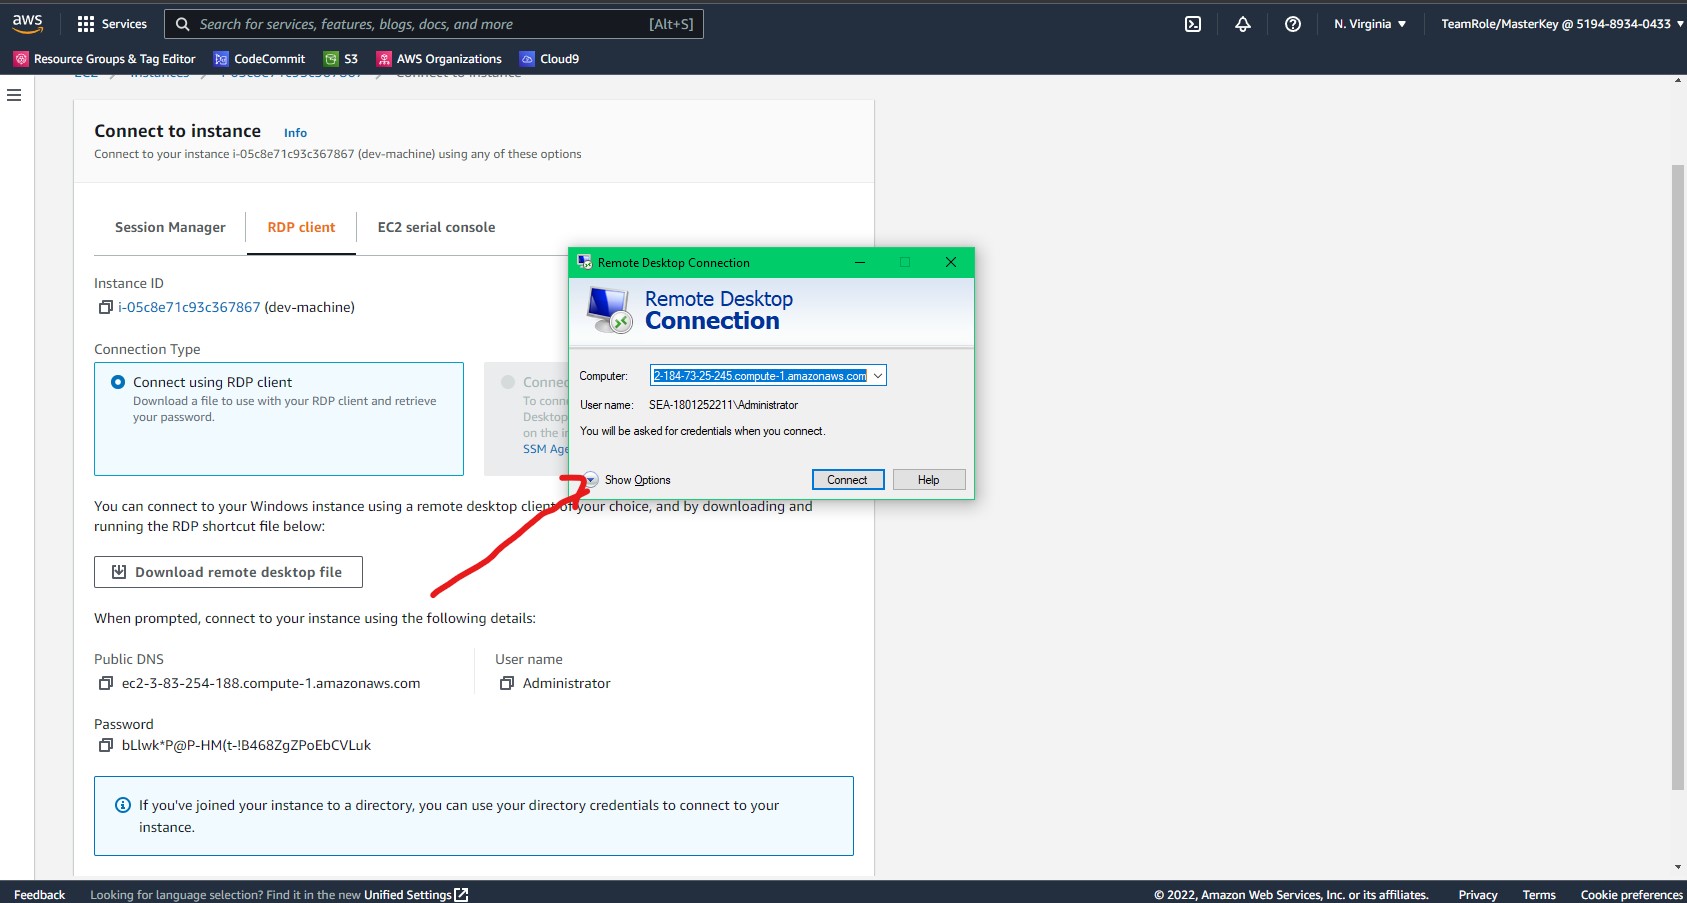 aws
Services
Search for services, features, blogs, docs, and more
[Alt+S]
N. Virginia
TeamRole/MasterKey @ 5194-8934-0433
Resource Groups & Tag Editor
CodeCommit
S3
AWS Organizations
Cloud9
EC2
Instances
i-05c8e71c93c367867
Connect to instance
Connect to instance
Info
Connect to your instance i-05c8e71c93c367867 (dev-machine) using any of these options
Session Manager
RDP client
EC2 serial console
Instance ID
i-05c8e71c93c367867 (dev-machine)
Connection Type
Connect using RDP client
Download a file to use with your RDP client and retrieve
your password.
Connec
To conn
Desktop
on the in
SSM Age
Remote Desktop Connection
Remote Desktop
Connection
Computer:
2-184-73-25-245.compute-1.amazonaws.com
User name:
SEA-1801252211\Administrator
You will be asked for credentials when you connect.
Show Options
Connect
Help
You can connect to your Windows instance using a remote desktop client of your choice, and by downloading and
running the RDP shortcut file below:
Download remote desktop file
When prompted, connect to your instance using the following details:
Public DNS
ec2-3-83-254-188.compute-1.amazonaws.com
User name
Administrator
Password
bLlwk*P@P-HM(t-!B468ZgZPoEbCVLuk
If you've joined your instance to a directory, you can use your directory credentials to connect to your
instance.
Feedback
Looking for language selection? Find it in the new Unified Settings
© 2022, Amazon Web Services, Inc. or its affiliates.
Privacy
Terms
Cookie preferences